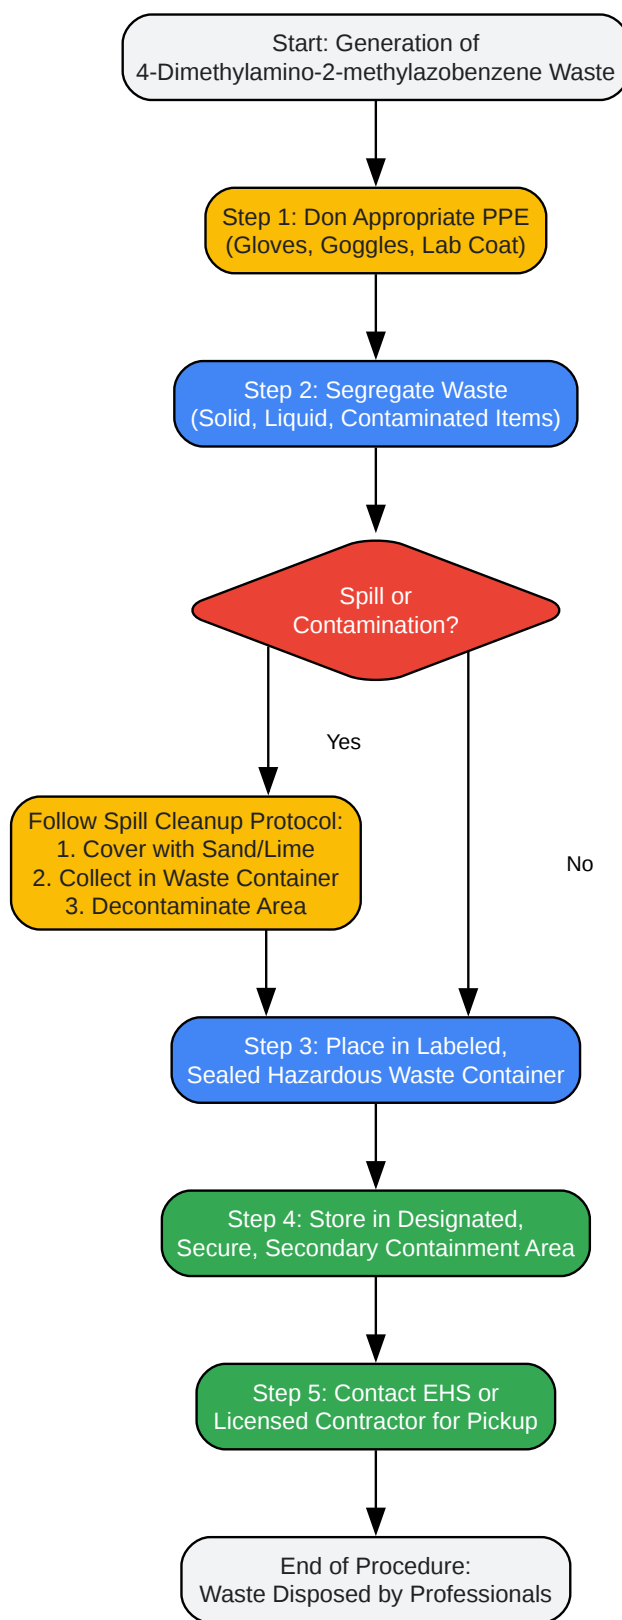 Start: Generation of
4-Dimethylamino-2-methylazobenzene Waste
Step 1: Don Appropriate PPE
(Gloves, Goggles, Lab Coat)
Step 2: Segregate Waste
(Solid, Liquid, Contaminated Items)
Spill or
Contamination?
Yes
Follow Spill Cleanup Protocol:
1. Cover with Sand/Lime
2. Collect in Waste Container
3. Decontaminate Area
No
Step 3: Place in Labeled,
Sealed Hazardous Waste Container
Step 4: Store in Designated,
Secure, Secondary Containment Area
Step 5: Contact EHS or
Licensed Contractor for Pickup
End of Procedure:
Waste Disposed by Professionals